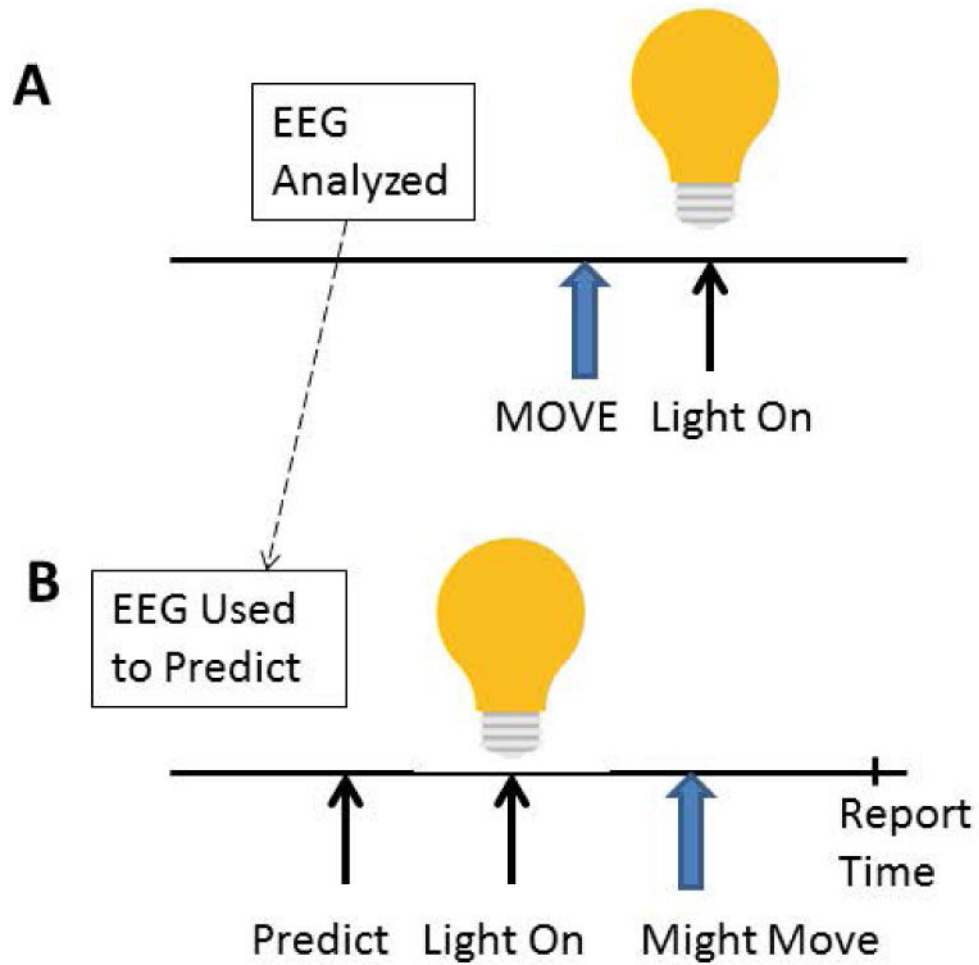 A
EEG
Analyzed
MOVE
Light On
B
EEG Used
to Predict
Report
Time
Predict
Light On
Might Move